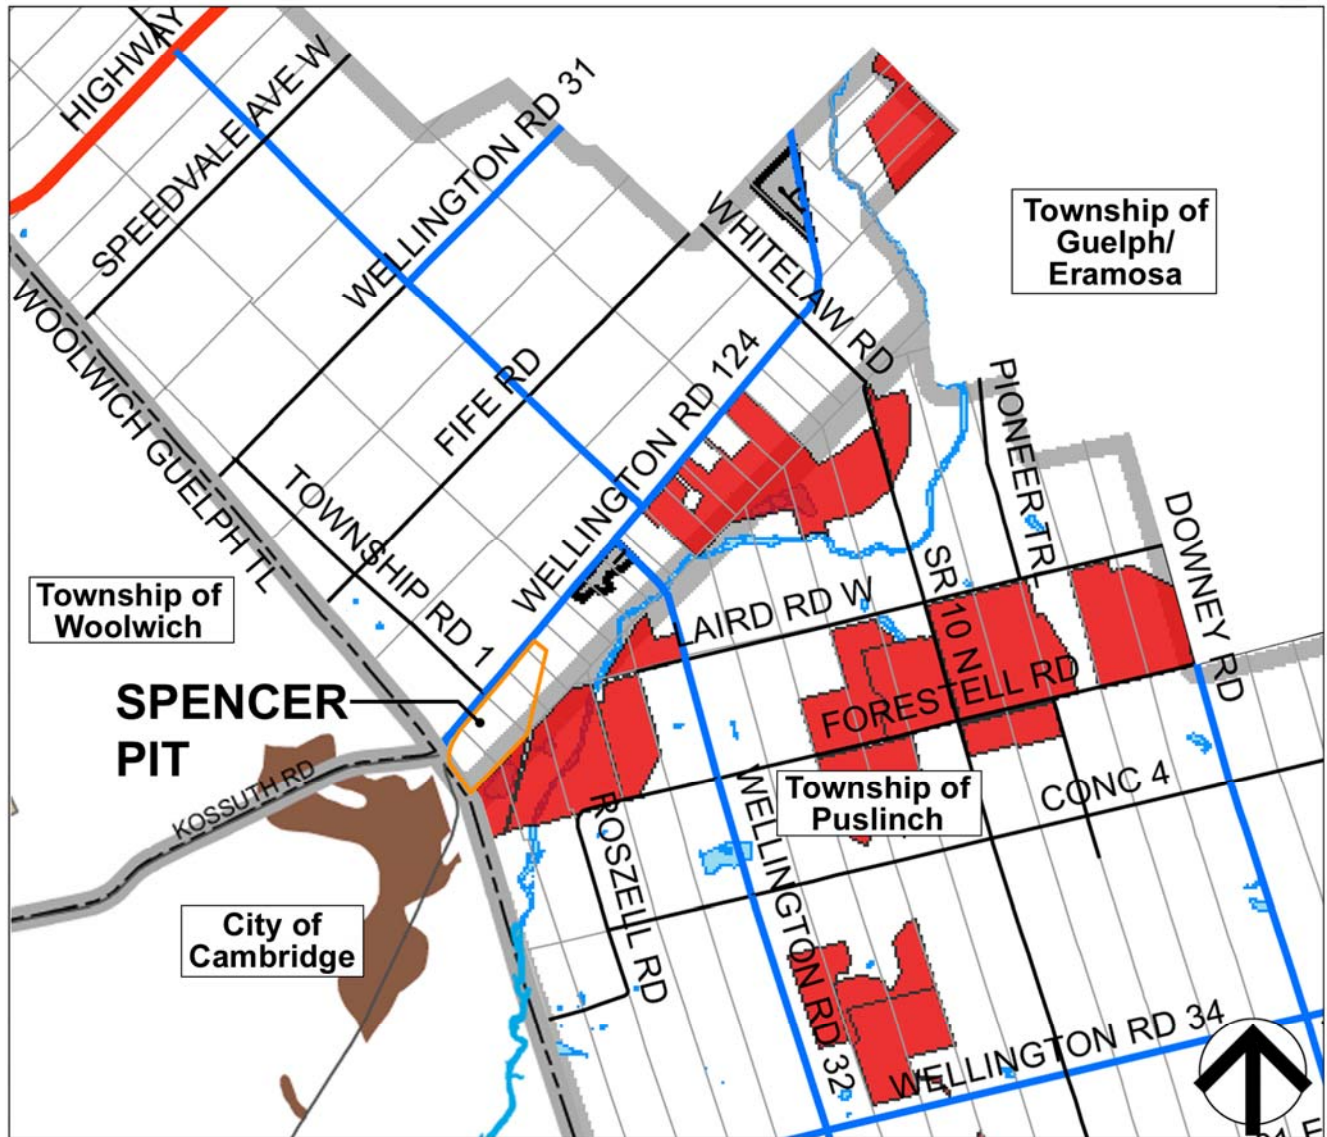 HIGHWAY
SPEEDVALE AVE W
WELLINGTON RD 31
WHITELAW RD
Township of
Guelph/
Eramosa
WOOLWICH GUELPH TL
FIFE RD
WELLINGTON RD 124
PIONEER TR
TOWNSHIP RD 1
DOWNEY RD
Township of
Woolwich
SR 10 N
LAIRD RD W
SPENCER
PIT
FORESTELL RD
KOSSUTH RD
Township of
Puslinch
CONC 4
ROSZELL RD
WELLINGTON RD 32
City of
Cambridge
WELLINGTON RD 34